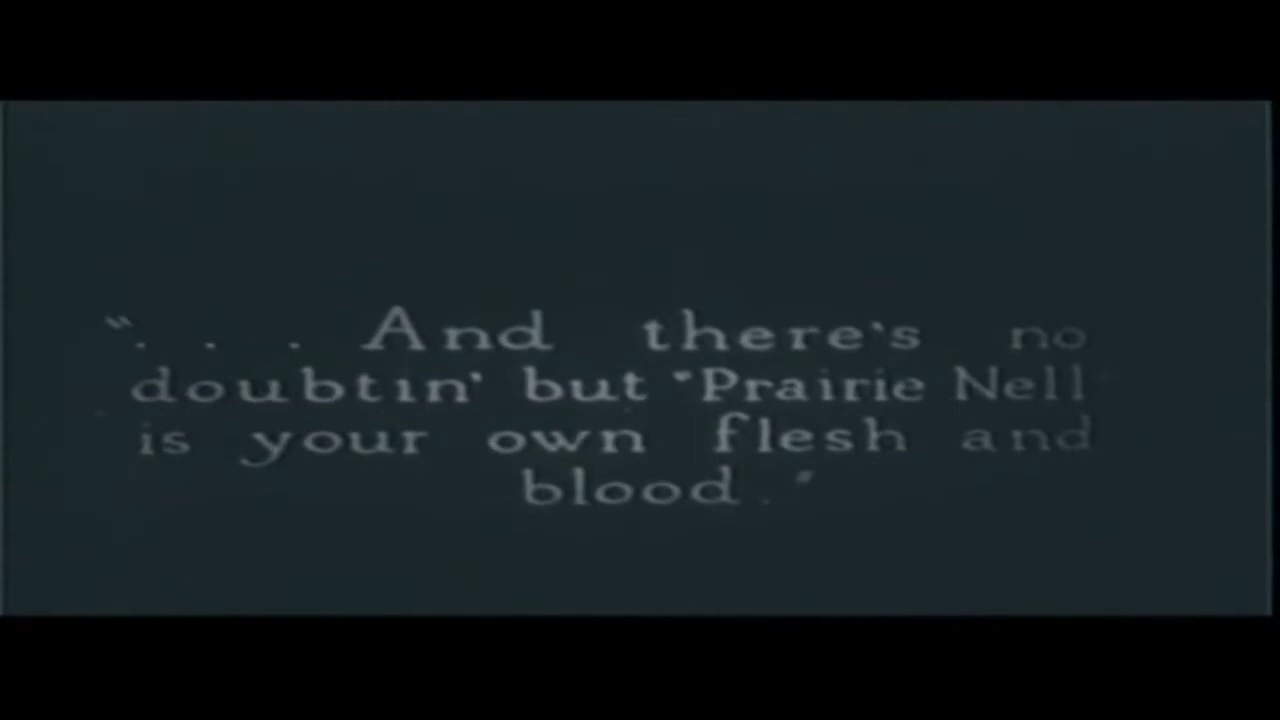 ". . . And there's no
doubtin' but "Prairie Nell"
is your own flesh and
blood."